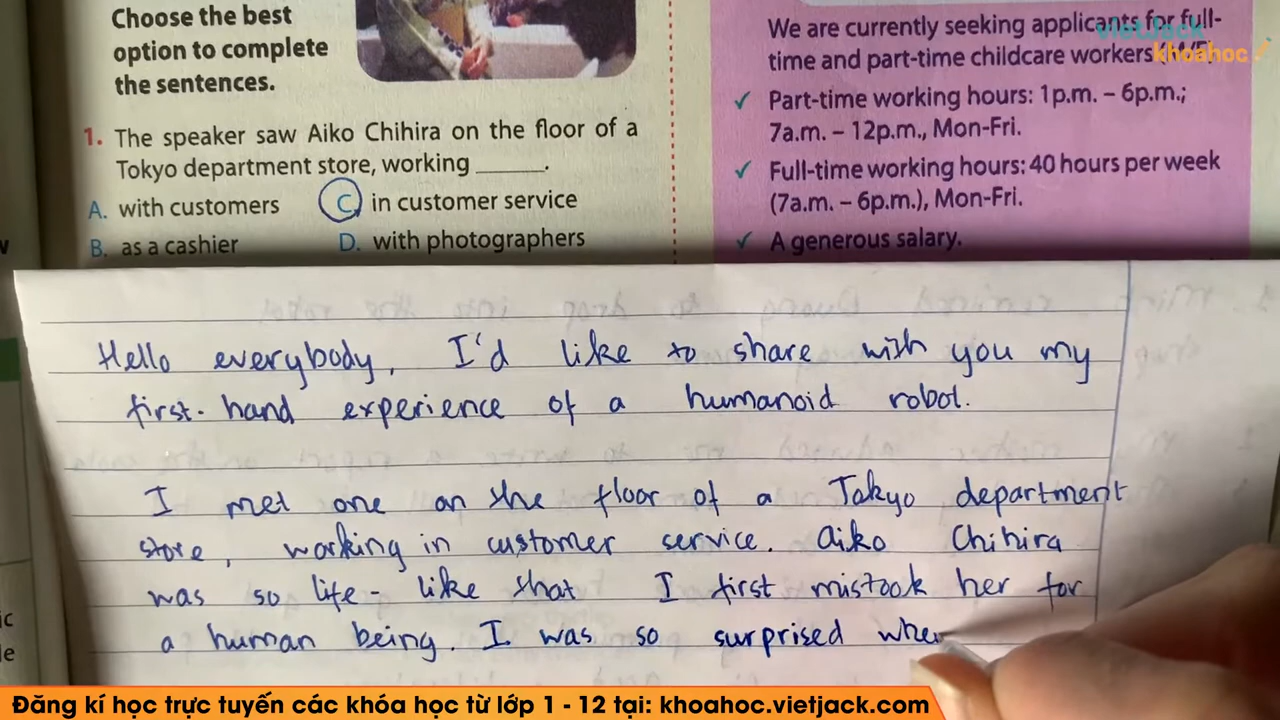 Choose the best
option to complete
the sentences.
1. The speaker saw Aiko Chihira on the floor of a
Tokyo department store, working ______.
A. with customers
C. in customer service
B. as a cashier
D. with photographers
We are currently seeking applicants for full-
time and part-time childcare workers
✓ Part-time working hours: 1p.m. – 6p.m.;
7a.m. – 12p.m., Mon-Fri.
✓ Full-time working hours: 40 hours per week
(7a.m. – 6p.m.), Mon-Fri.
✓ A generous salary.
vietjack
khoahoc
Hello everybody, I'd like to share with you my
first-hand experience of a humanoid robot.
I met one on the floor of a Tokyo department
store, working in customer service. Aiko Chihira
was so life-like that I first mistook her for
a human being. I was so surprised whe
Đăng kí học trực tuyến các khóa học từ lớp 1 - 12 tại: khoahoc.vietjack.com